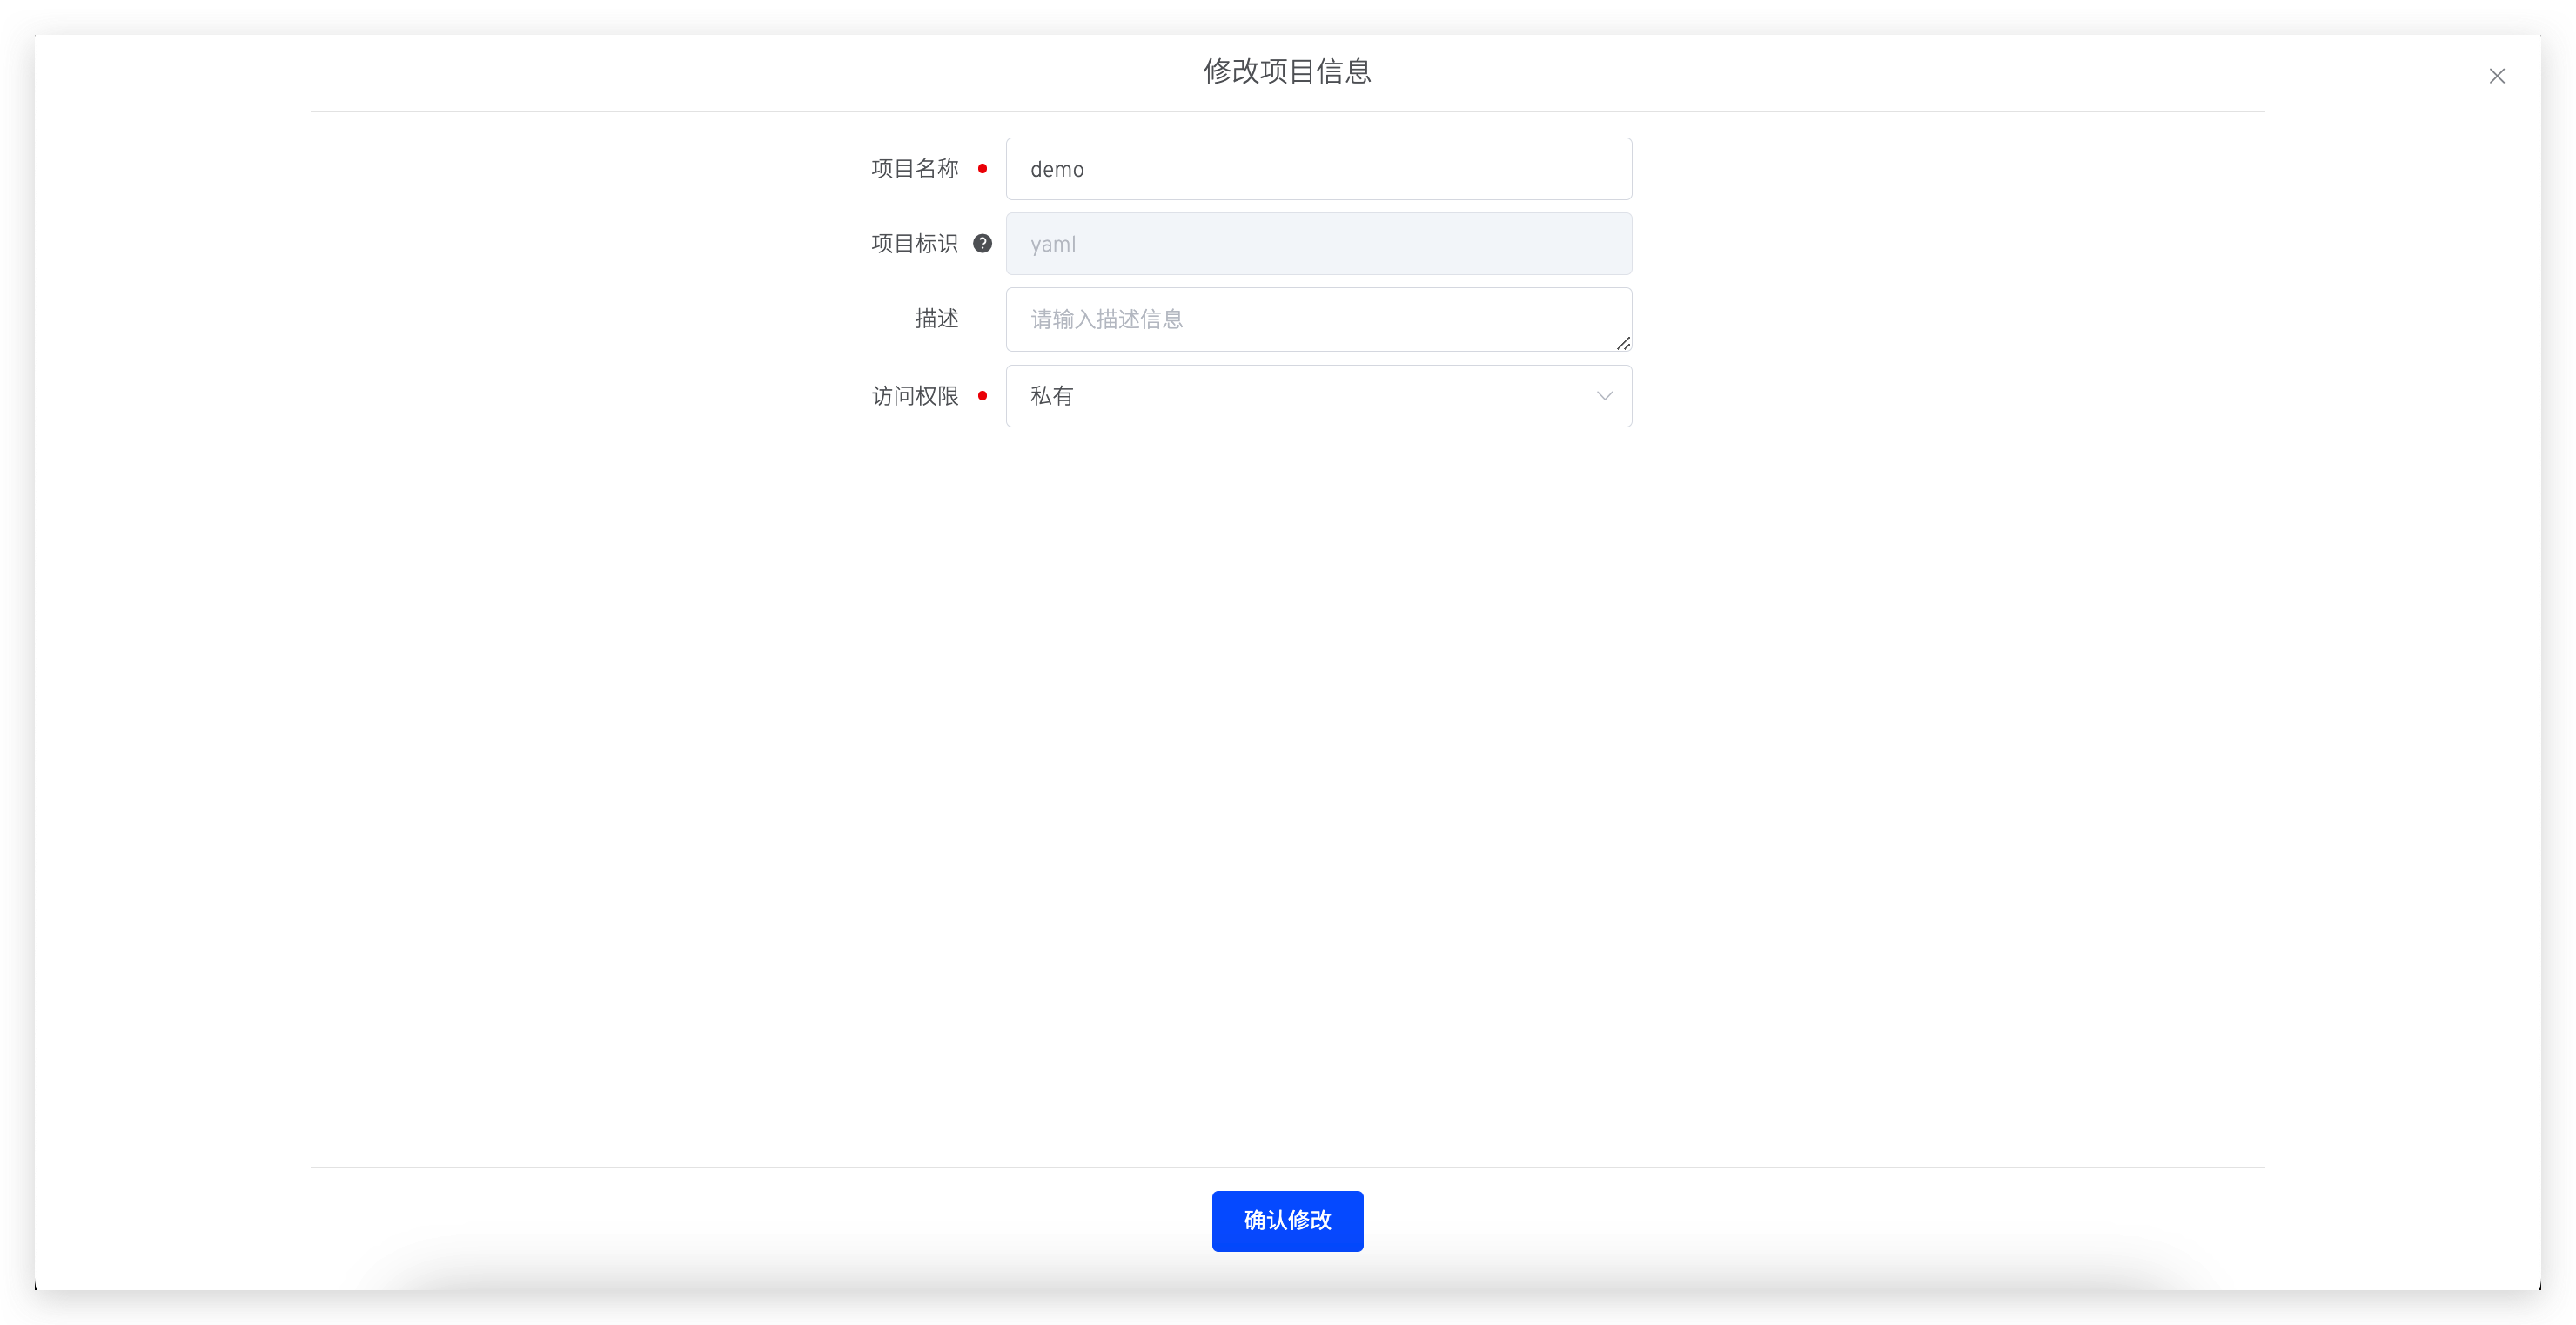 修改项目信息
项目名称 demo
项目标识 ? yaml
描述 请输入描述信息
访问权限 私有
确认修改